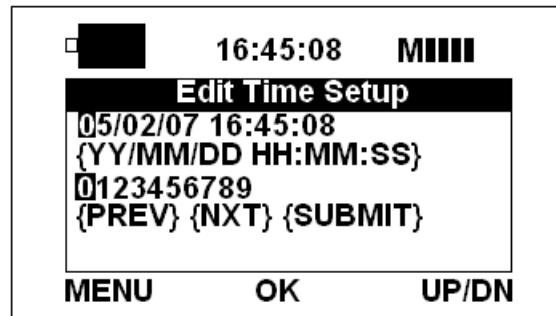 16:45:08 M
Edit Time Setup
05/02/07 16:45:08
{YY/MM/DD HH:MM:SS}
0123456789
{PREV} {NXT} {SUBMIT}
MENU OK UP/DN